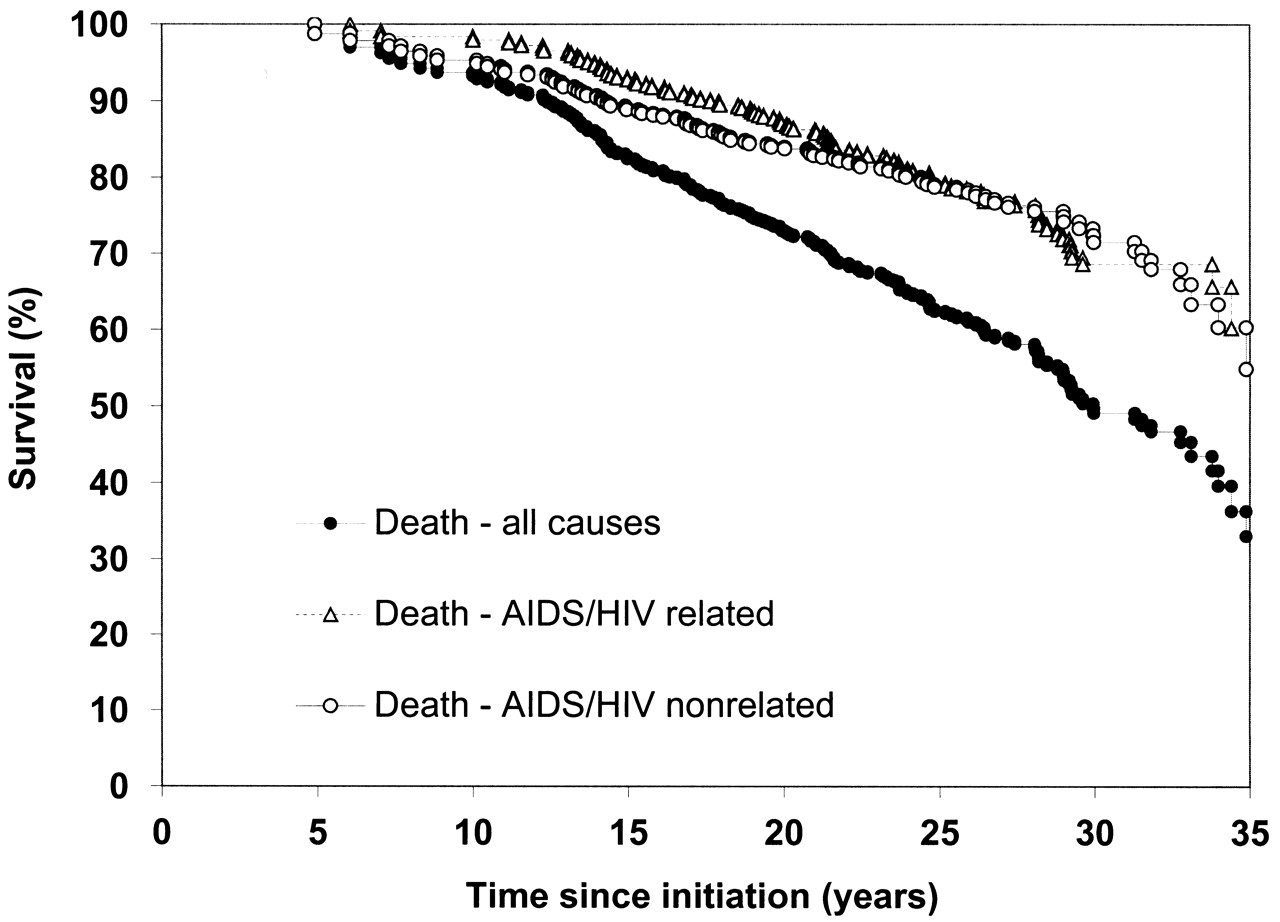 100
90
80
70
60
50
40
30
20
10
0
Survival (%)
Death - all causes
Death - AIDS/HIV related
Death - AIDS/HIV nonrelated
0 5 10 15 20 25 30 35
Time since initiation (years)